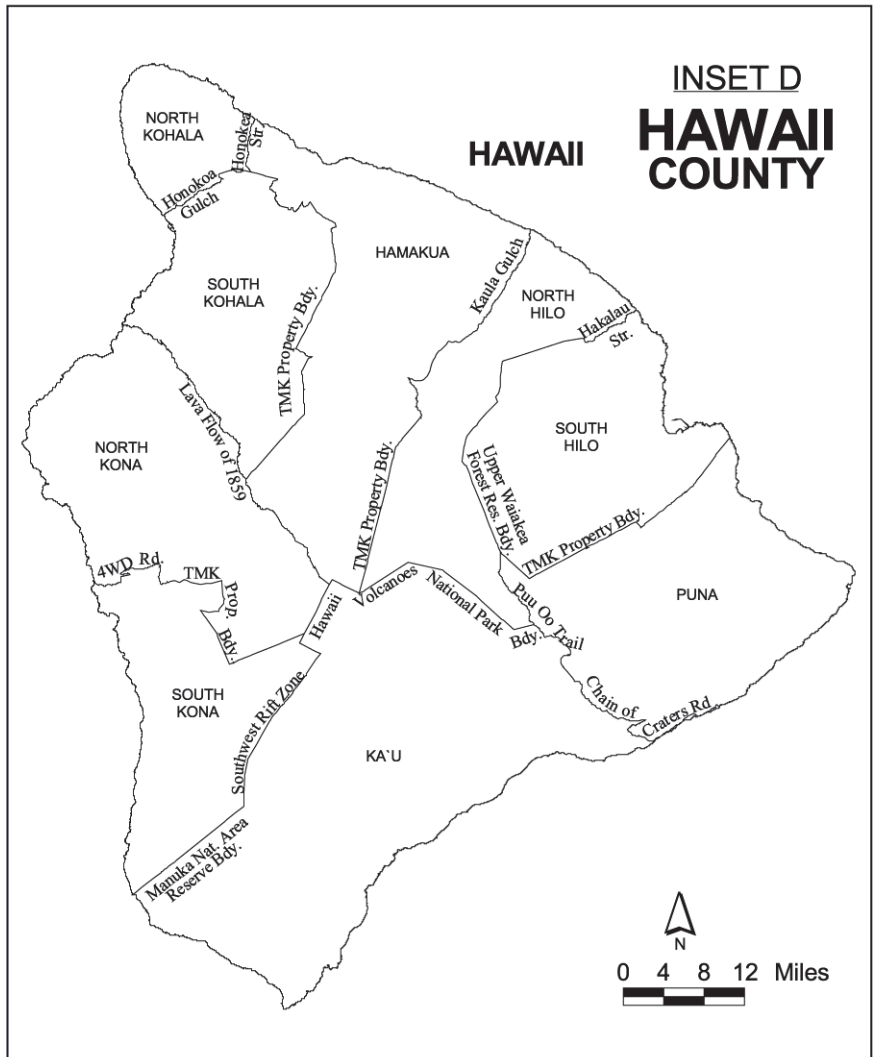 INSET D
HAWAII
COUNTY
HAWAII
NORTH
KOHALA
Honokea
Str.
Honokoa
Gulch
HAMAKUA
Kaula Gulch
SOUTH
KOHALA
NORTH
HILO
TMK Property Bdy.
Hakalau
Str.
Lava Flow of 1859
NORTH
KONA
SOUTH
HILO
TMK Property Bdy.
Upper Waiakea
Forest Res. Bdy.
TMK Property Bdy.
4WD Rd.
TMK
Prop.
Bdy.
Hawaii
Volcanoes
National Park
Bdy.
Puu Oo Trail
PUNA
SOUTH
KONA
Southwest Rift Zone
Chain of
Craters Rd
KA`U
Manuka Nat. Area
Reserve Bdy.
N
0 4 8 12 Miles